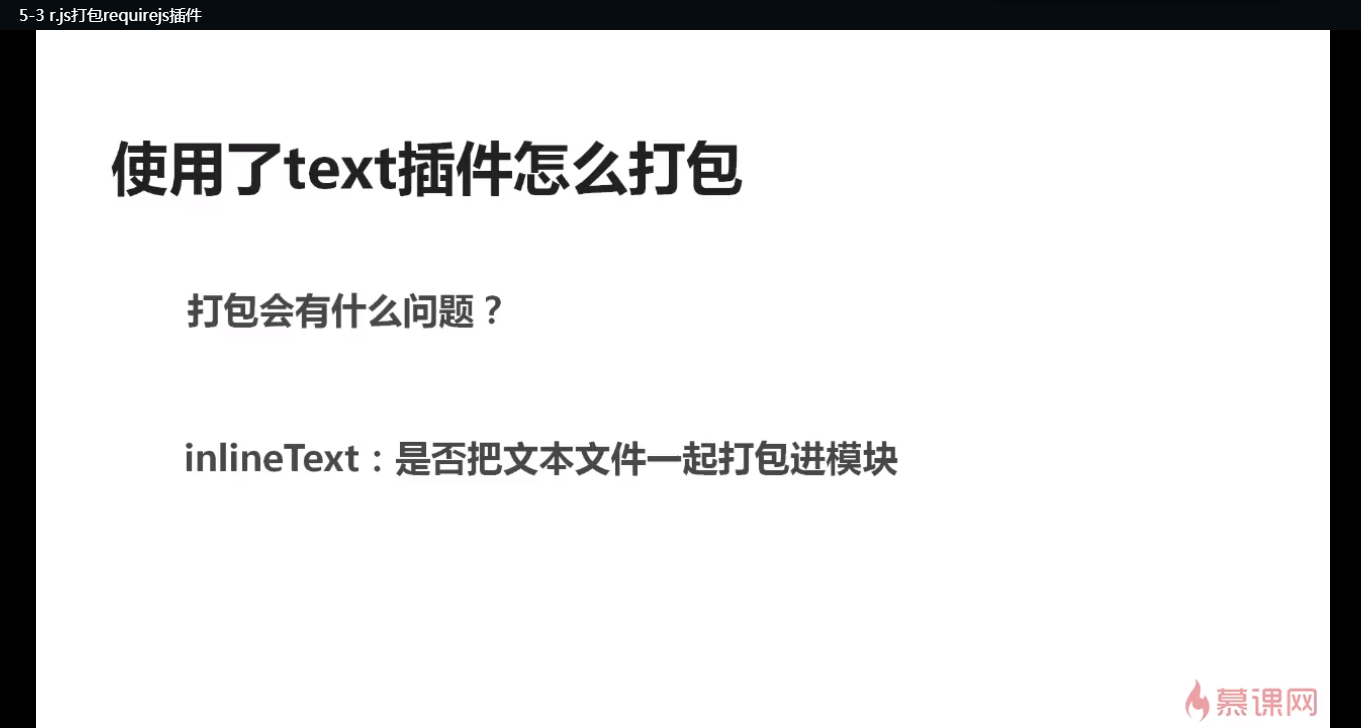 5-3 r.js打包requirejs插件
使用了text插件怎么打包
打包会有什么问题？
inlineText：是否把文本文件一起打包进模块
慕课网